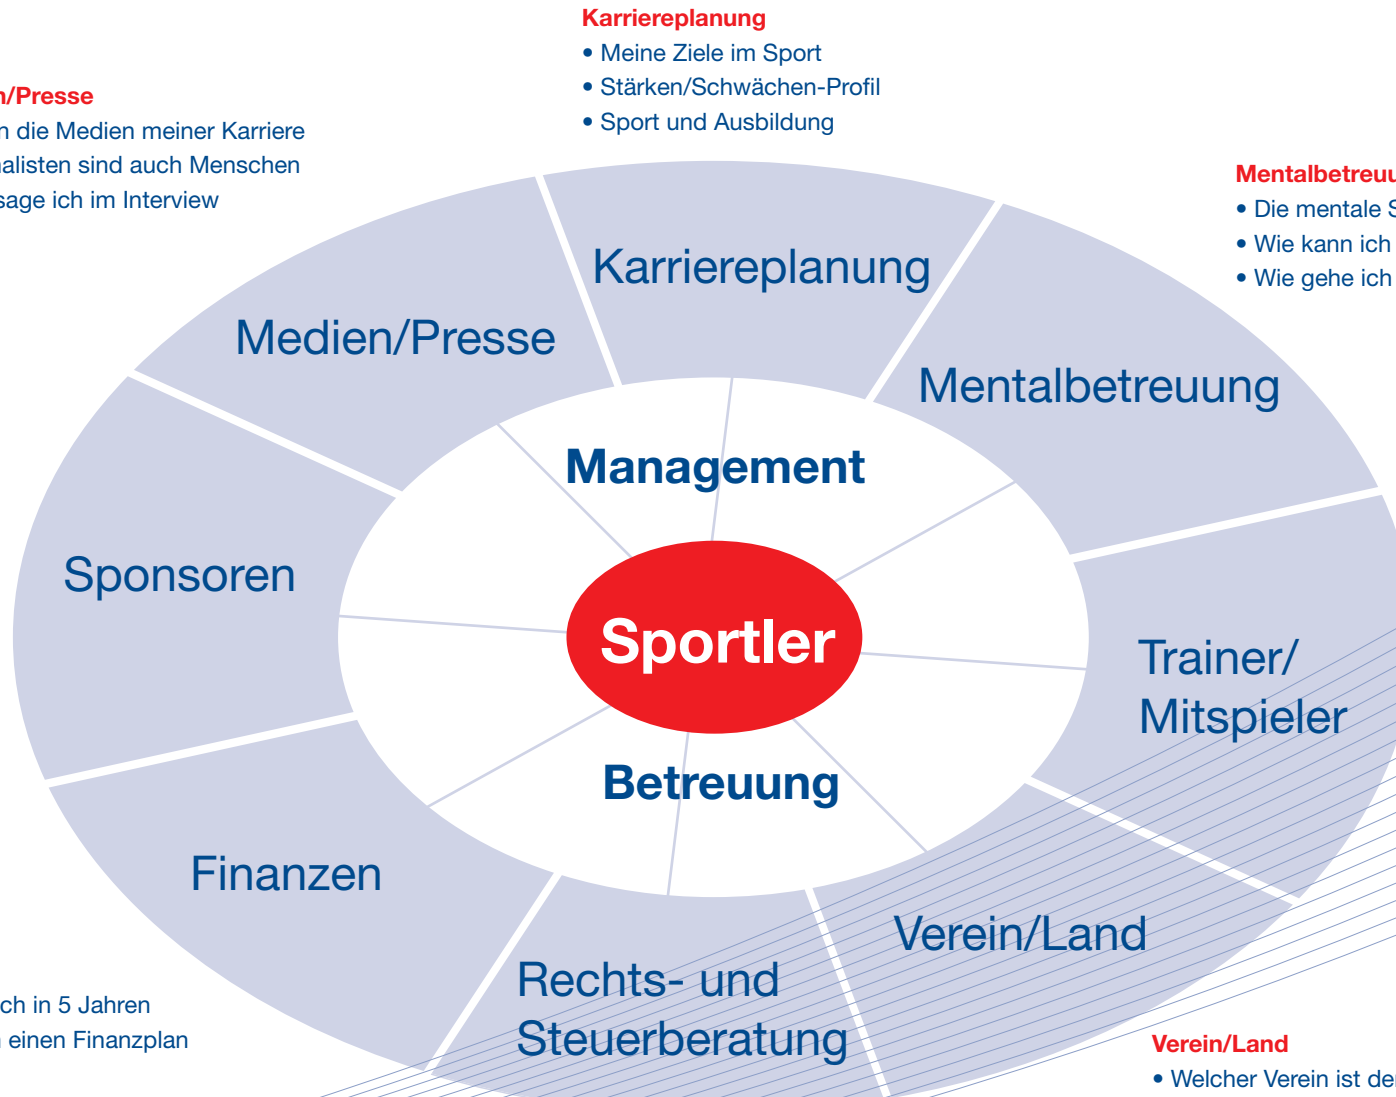 Karriereplanung
• Meine Ziele im Sport
• Stärken/Schwächen-Profil
• Sport und Ausbildung
/Presse
die Medien meiner Karriere
sind auch Menschen
sage ich im Interview
Mentalbetreuu
• Die mentale S
• Wie kann ich
• Wie gehe ich
Karriereplanung
Medien/Presse
Mentalbetreuung
Management
Sponsoren
Sportler
Trainer/
Mitspieler
Betreuung
Finanzen
Verein/Land
Rechts- und
Steuerberatung
ch in 5 Jahren
einen Finanzplan
Verein/Land
• Welcher Verein ist der